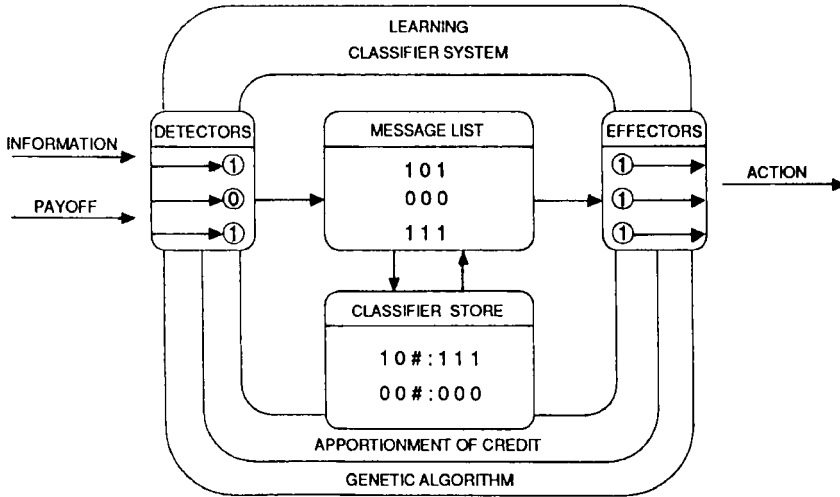 LEARNING
CLASSIFIER SYSTEM
INFORMATION
PAYOFF
DETECTORS
1
0
1
MESSAGE LIST
101
000
111
EFFECTORS
1
1
1
ACTION
CLASSIFIER STORE
10#:111
00#:000
APPORTIONMENT OF CREDIT
GENETIC ALGORITHM